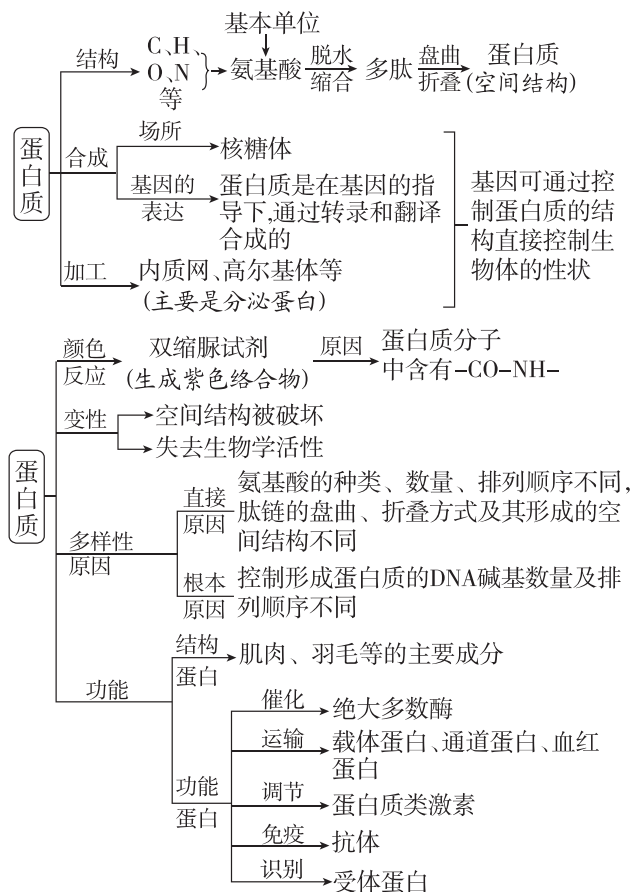 基本单位
结构
C、H、
O、N
等
氨基酸
脱水
缩合
多肽
盘曲
折叠
蛋白质
(空间结构)
蛋白质
合成
场所
核糖体
基因的
表达
蛋白质是在基因的指
导下,通过转录和翻译
合成的
基因可通过控
制蛋白质的结
构直接控制生
物体的性状
加工
内质网、高尔基体等
(主要是分泌蛋白)
颜色
反应
双缩脲试剂
(生成紫色络合物)
原因
蛋白质分子
中含有-CO-NH-
变性
空间结构被破坏
失去生物学活性
蛋白质
多样性
原因
直接
原因
氨基酸的种类、数量、排列顺序不同,
肽链的盘曲、折叠方式及其形成的空
间结构不同
根本
原因
控制形成蛋白质的DNA碱基数量及排
列顺序不同
功能
结构
蛋白
肌肉、羽毛等的主要成分
功能
蛋白
催化
绝大多数酶
运输
载体蛋白、通道蛋白、血红
蛋白
调节
蛋白质类激素
免疫
抗体
识别
受体蛋白